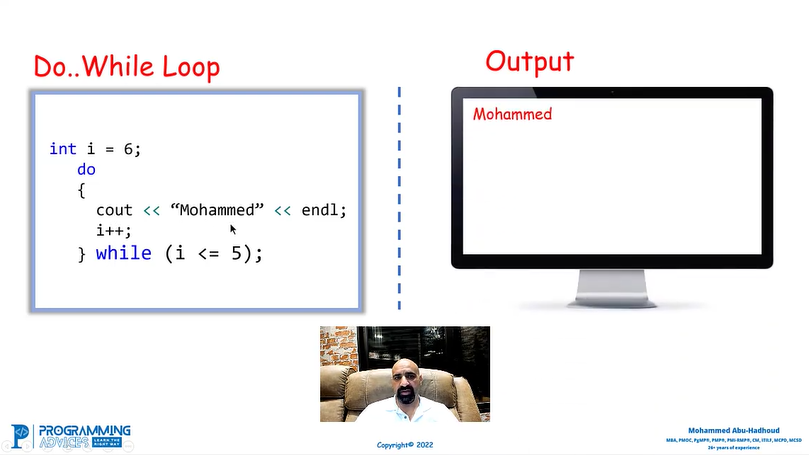 Do..While Loop
Output
int i = 6;
do
{
cout << “Mohammed” << endl;
i++;
} while (i <= 5);
Mohammed
PROGRAMMING
ADVICES LEARN THE RIGHT WAY
Copyright© 2022
Mohammed Abu-Hadhoud
MBA, PMOC, PgMP®, PMP®, PMI-RMP®, CM, ITILF, MCPD, MCSD
26+ years of experience